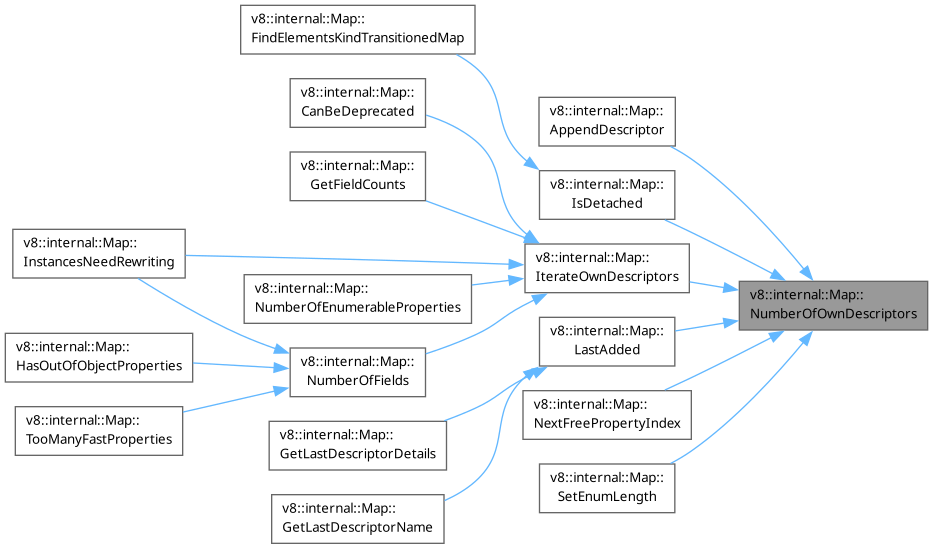 v8::internal::Map::
FindElementsKindTransitionedMap
v8::internal::Map::
CanBeDeprecated
v8::internal::Map::
AppendDescriptor
v8::internal::Map::
GetFieldCounts
v8::internal::Map::
IsDetached
v8::internal::Map::
InstancesNeedRewriting
v8::internal::Map::
IterateOwnDescriptors
v8::internal::Map::
NumberOfEnumerableProperties
v8::internal::Map::
NumberOfOwnDescriptors
v8::internal::Map::
HasOutOfObjectProperties
v8::internal::Map::
NumberOfFields
v8::internal::Map::
LastAdded
v8::internal::Map::
TooManyFastProperties
v8::internal::Map::
GetLastDescriptorDetails
v8::internal::Map::
NextFreePropertyIndex
v8::internal::Map::
GetLastDescriptorName
v8::internal::Map::
SetEnumLength